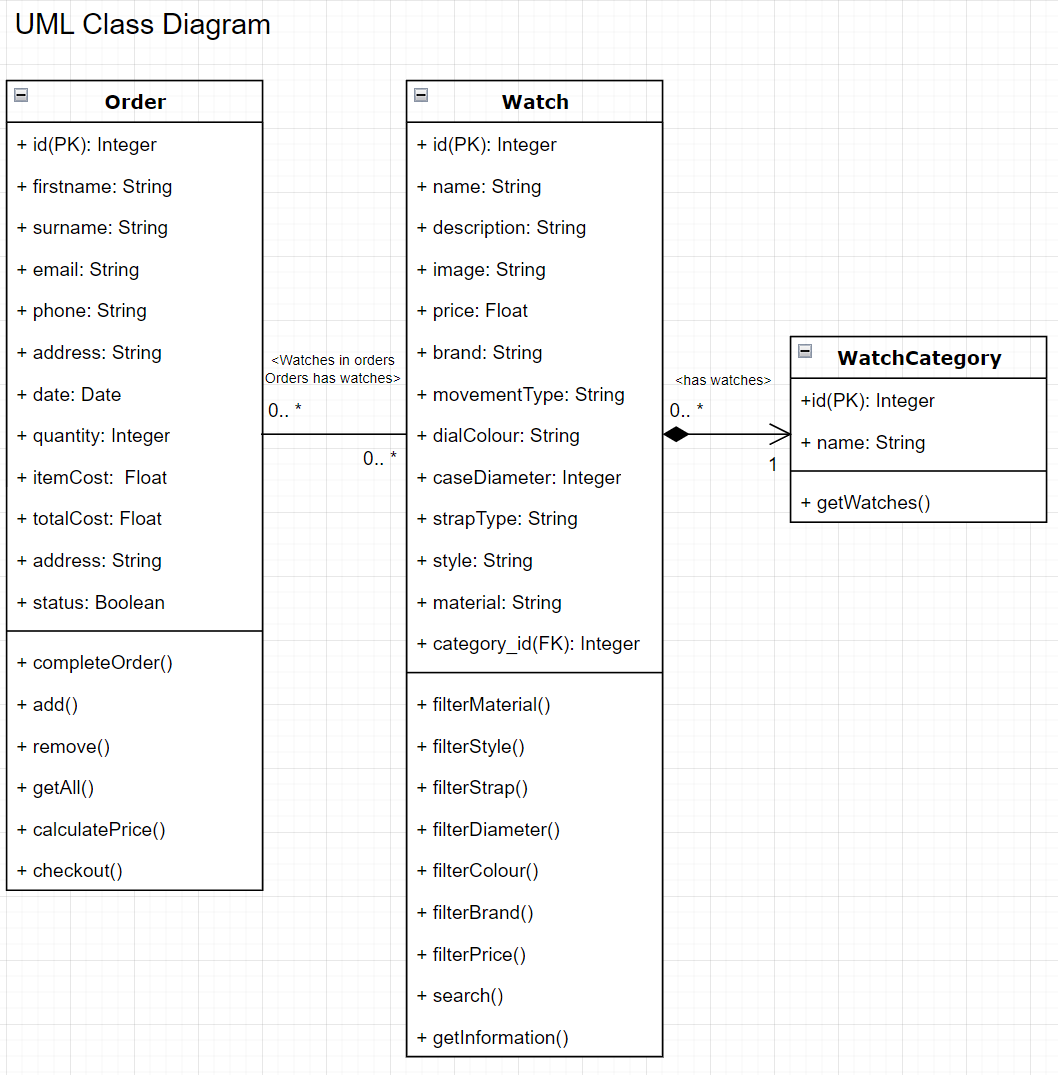 UML Class Diagram
Order
+ id(PK): Integer
+ firstname: String
+ surname: String
+ email: String
+ phone: String
+ address: String
+ date: Date
+ quantity: Integer
+ itemCost:  Float
+ totalCost: Float
+ address: String
+ status: Boolean
+ completeOrder()
+ add()
+ remove()
+ getAll()
+ calculatePrice()
+ checkout()
<Watches in orders
Orders has watches>
0.. *
0.. *
Watch
+ id(PK): Integer
+ name: String
+ description: String
+ image: String
+ price: Float
+ brand: String
+ movementType: String
+ dialColour: String
+ caseDiameter: Integer
+ strapType: String
+ style: String
+ material: String
+ category_id(FK): Integer
+ filterMaterial()
+ filterStyle()
+ filterStrap()
+ filterDiameter()
+ filterColour()
+ filterBrand()
+ filterPrice()
+ search()
+ getInformation()
<has watches>
0.. *
1
WatchCategory
+id(PK): Integer
+ name: String
+ getWatches()